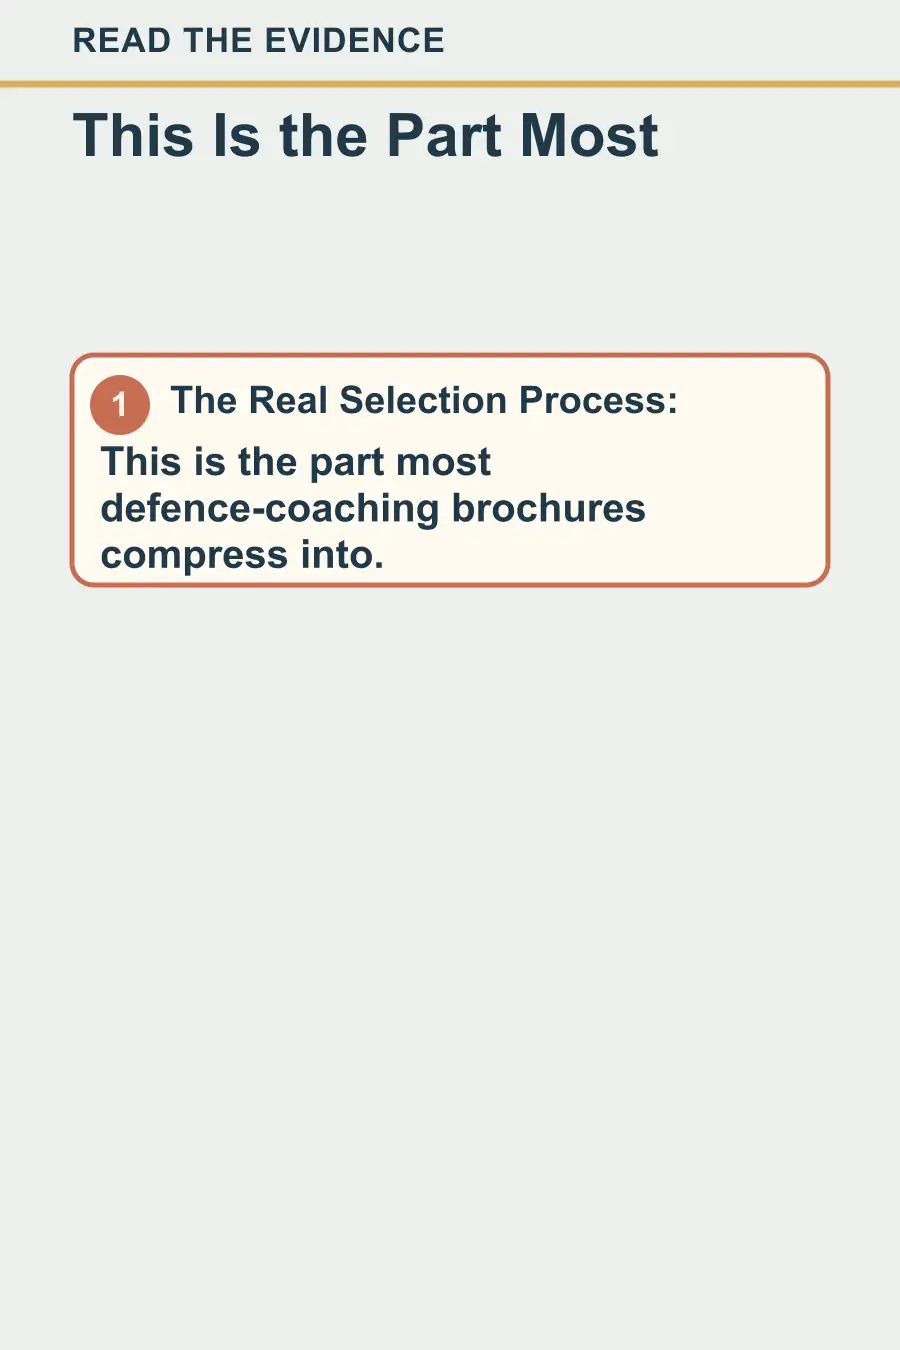 READ THE EVIDENCE
This Is the Part Most
1 The Real Selection Process:
This is the part most
defence-coaching brochures
compress into.